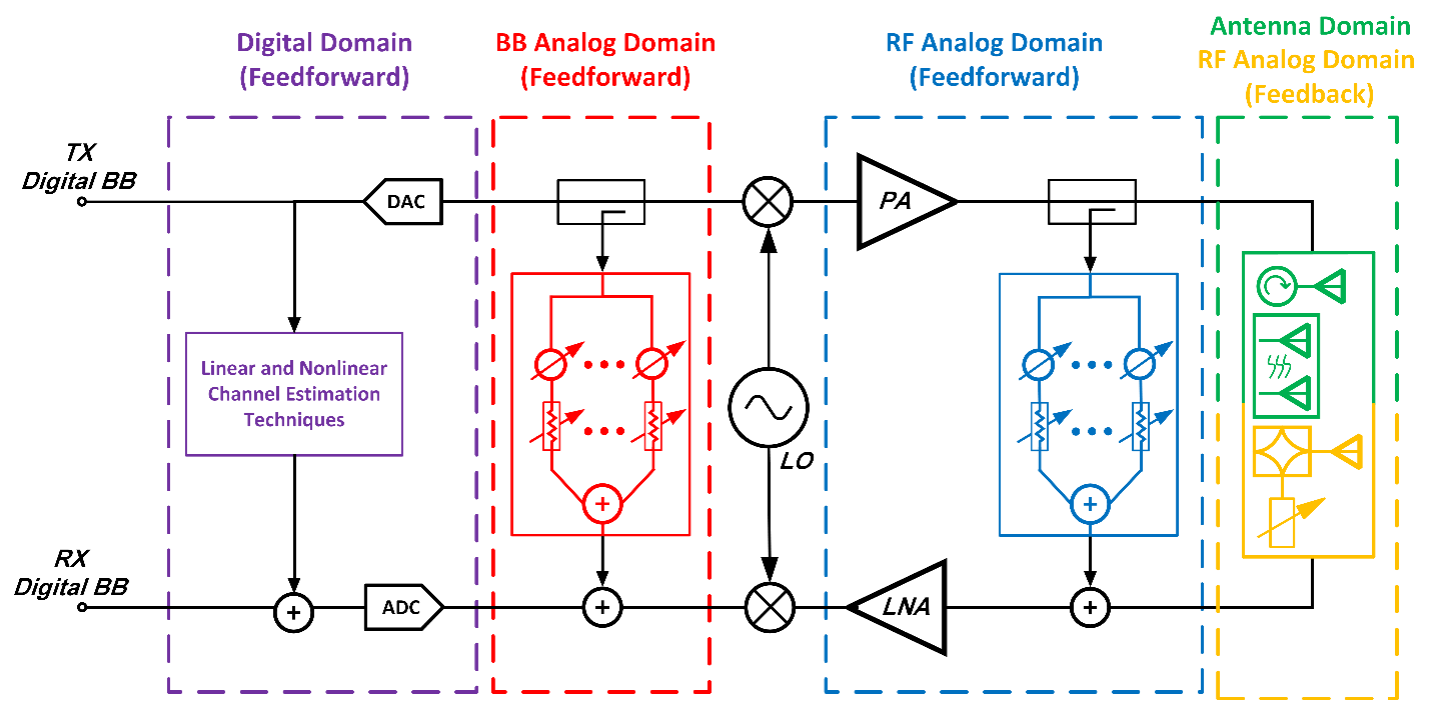 Digital Domain
(Feedforward)
BB Analog Domain
(Feedforward)
RF Analog Domain
(Feedforward)
Antenna Domain
RF Analog Domain
(Feedback)
TX
Digital BB
DAC
PA
Linear and Nonlinear
Channel Estimation
Techniques
LO
RX
Digital BB
ADC
LNA